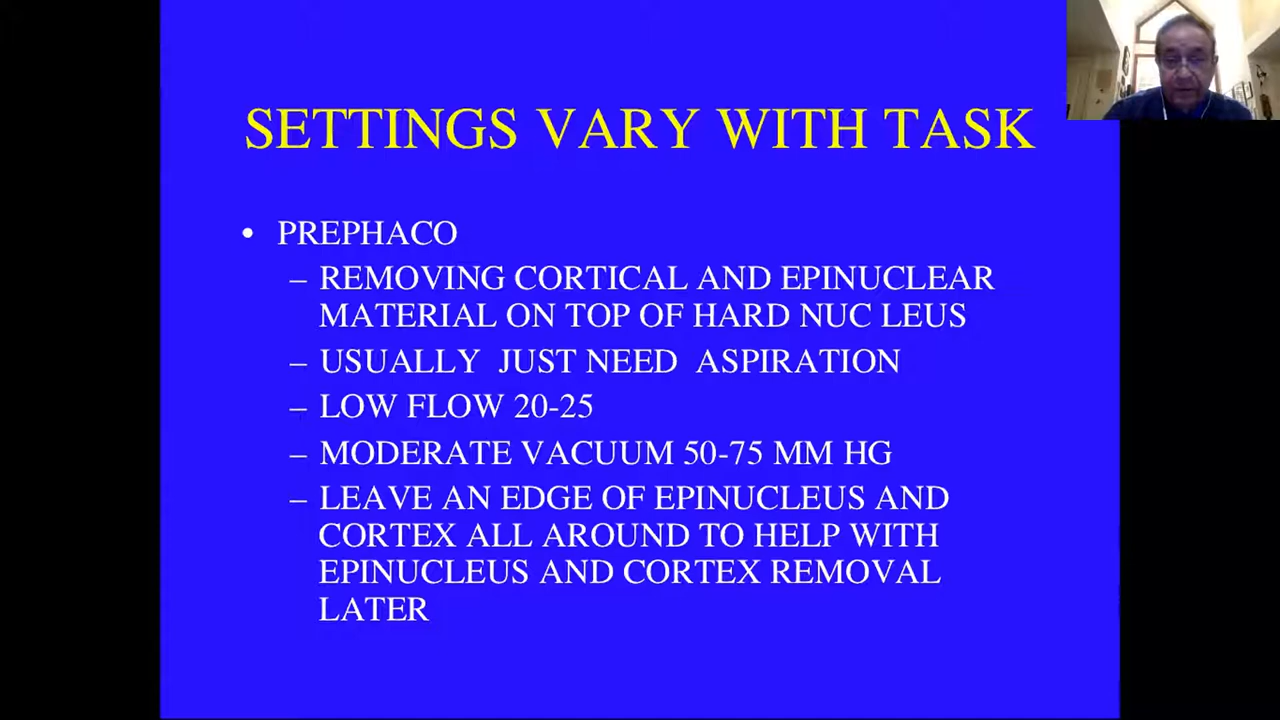 SETTINGS VARY WITH TASK
• PREPHACO
– REMOVING CORTICAL AND EPINUCLEAR
MATERIAL ON TOP OF HARD NUC LEUS
– USUALLY JUST NEED ASPIRATION
– LOW FLOW 20-25
– MODERATE VACUUM 50-75 MM HG
– LEAVE AN EDGE OF EPINUCLEUS AND
CORTEX ALL AROUND TO HELP WITH
EPINUCLEUS AND CORTEX REMOVAL
LATER